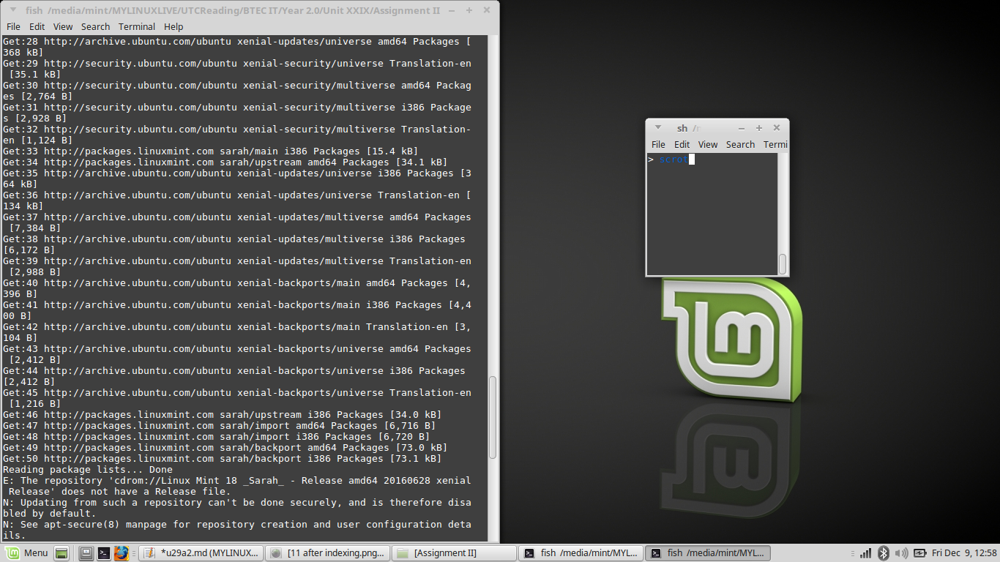 fish /media/mint/MYLINUXLIVE/UTCReading/BTEC IT/Year 2.0/Unit XXIX/Assignment II
File Edit View Search Terminal Help
Get:28 http://archive.ubuntu.com/ubuntu xenial-updates/universe amd64 Packages [
368 kB]
Get:29 http://security.ubuntu.com/ubuntu xenial-security/universe Translation-en
[35.1 kB]
Get:30 http://security.ubuntu.com/ubuntu xenial-security/multiverse amd64 Packag
es [2,764 B]
Get:31 http://security.ubuntu.com/ubuntu xenial-security/multiverse i386 Package
s [2,928 B]
Get:32 http://security.ubuntu.com/ubuntu xenial-security/multiverse Translation-
en [1,124 B]
Get:33 http://packages.linuxmint.com sarah/main i386 Packages [15.4 kB]
Get:34 http://packages.linuxmint.com sarah/upstream amd64 Packages [34.1 kB]
Get:35 http://archive.ubuntu.com/ubuntu xenial-updates/universe i386 Packages [3
64 kB]
Get:36 http://archive.ubuntu.com/ubuntu xenial-updates/universe Translation-en [
134 kB]
Get:37 http://archive.ubuntu.com/ubuntu xenial-updates/multiverse amd64 Packages
[7,384 B]
Get:38 http://archive.ubuntu.com/ubuntu xenial-updates/multiverse i386 Packages
[6,172 B]
Get:39 http://archive.ubuntu.com/ubuntu xenial-updates/multiverse Translation-en
[2,988 B]
Get:40 http://archive.ubuntu.com/ubuntu xenial-backports/main amd64 Packages [4,
396 B]
Get:41 http://archive.ubuntu.com/ubuntu xenial-backports/main i386 Packages [4,4
00 B]
Get:42 http://archive.ubuntu.com/ubuntu xenial-backports/main Translation-en [3,
104 B]
Get:43 http://archive.ubuntu.com/ubuntu xenial-backports/universe amd64 Packages
[2,412 B]
Get:44 http://archive.ubuntu.com/ubuntu xenial-backports/universe i386 Packages
[2,412 B]
Get:45 http://archive.ubuntu.com/ubuntu xenial-backports/universe Translation-en
[1,216 B]
Get:46 http://packages.linuxmint.com sarah/upstream i386 Packages [34.0 kB]
Get:47 http://packages.linuxmint.com sarah/import amd64 Packages [6,716 B]
Get:48 http://packages.linuxmint.com sarah/import i386 Packages [6,720 B]
Get:49 http://packages.linuxmint.com sarah/backport amd64 Packages [73.0 kB]
Get:50 http://packages.linuxmint.com sarah/backport i386 Packages [73.1 kB]
Reading package lists... Done
E: The repository 'cdrom://Linux Mint 18 _Sarah_ - Release amd64 20160628 xenial
Release' does not have a Release file.
N: Updating from such a repository can't be done securely, and is therefore disa
bled by default.
N: See apt-secure(8) manpage for repository creation and user configuration deta
ils.
sh /m
File Edit View Search Termi
> scrot
Menu
*u29a2.md (MYLINUX...
[11 after indexing.png...
[Assignment II]
fish /media/mint/MYL...
fish /media/mint/MYL...
Fri Dec 9, 12:58